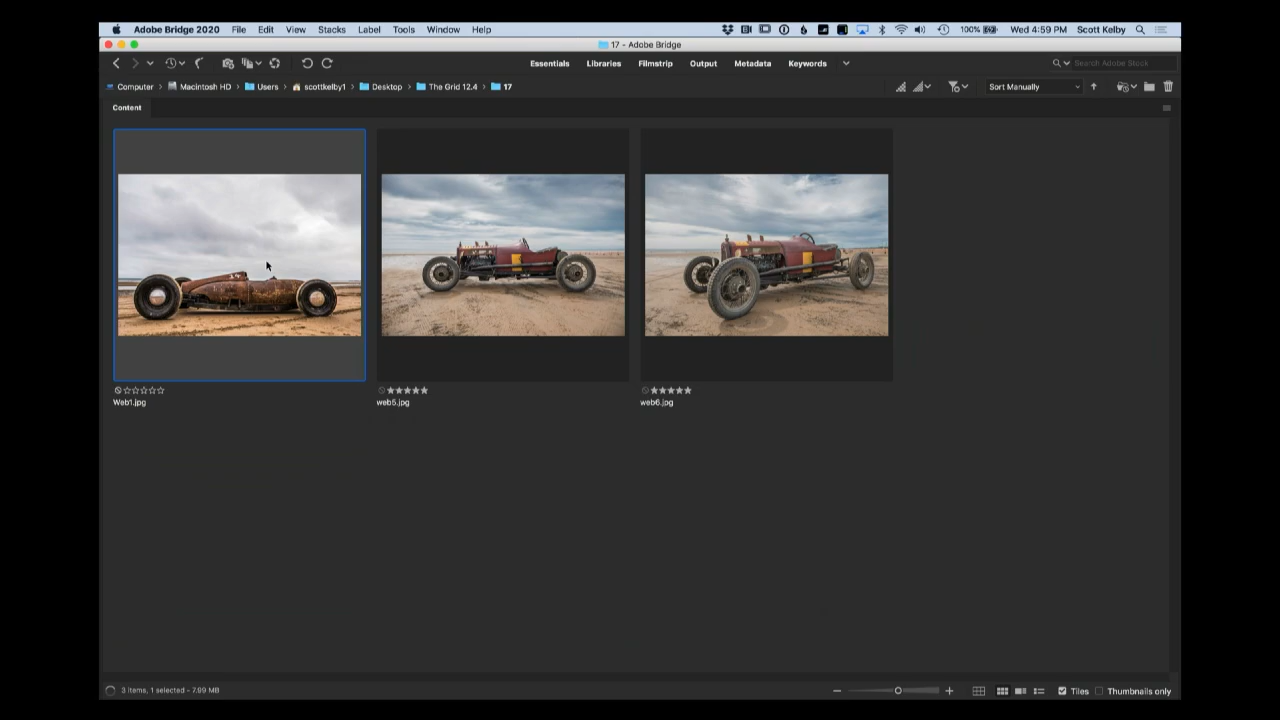 Adobe Bridge 2020 File Edit View Stacks Label Tools Window Help 100% Wed 4:59 PM Scott Kelby
17 - Adobe Bridge
Essentials Libraries Filmstrip Output Metadata Keywords Search Adobe Stock
Computer Macintosh HD Users scottkelby1 Desktop The Grid 12.4 17 Sort Manually
Content
Web1.jpg web5.jpg web6.jpg
3 items, 1 selected - 7.99 MB Tiles Thumbnails only